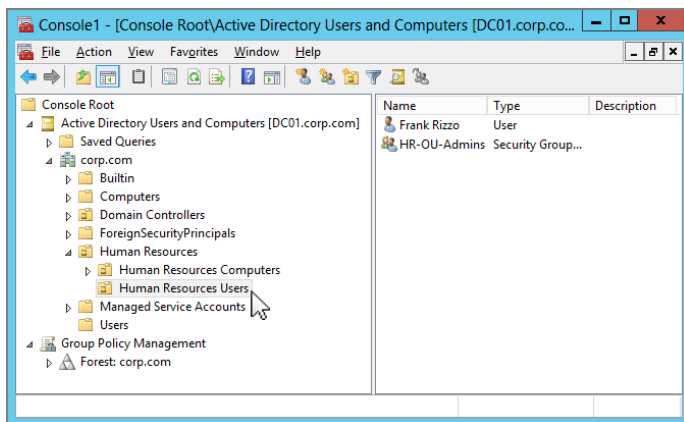 Console1 - [Console Root\Active Directory Users and Computers [DC01.corp.co...
File Action View Favorites Window Help
Console Root
Active Directory Users and Computers [DC01.corp.com]
Saved Queries
corp.com
Builtin
Computers
Domain Controllers
ForeignSecurityPrincipals
Human Resources
Human Resources Computers
Human Resources Users
Managed Service Accounts
Users
Group Policy Management
Forest: corp.com
Name Type Description
Frank Rizzo User
HR-OU-Admins Security Group...